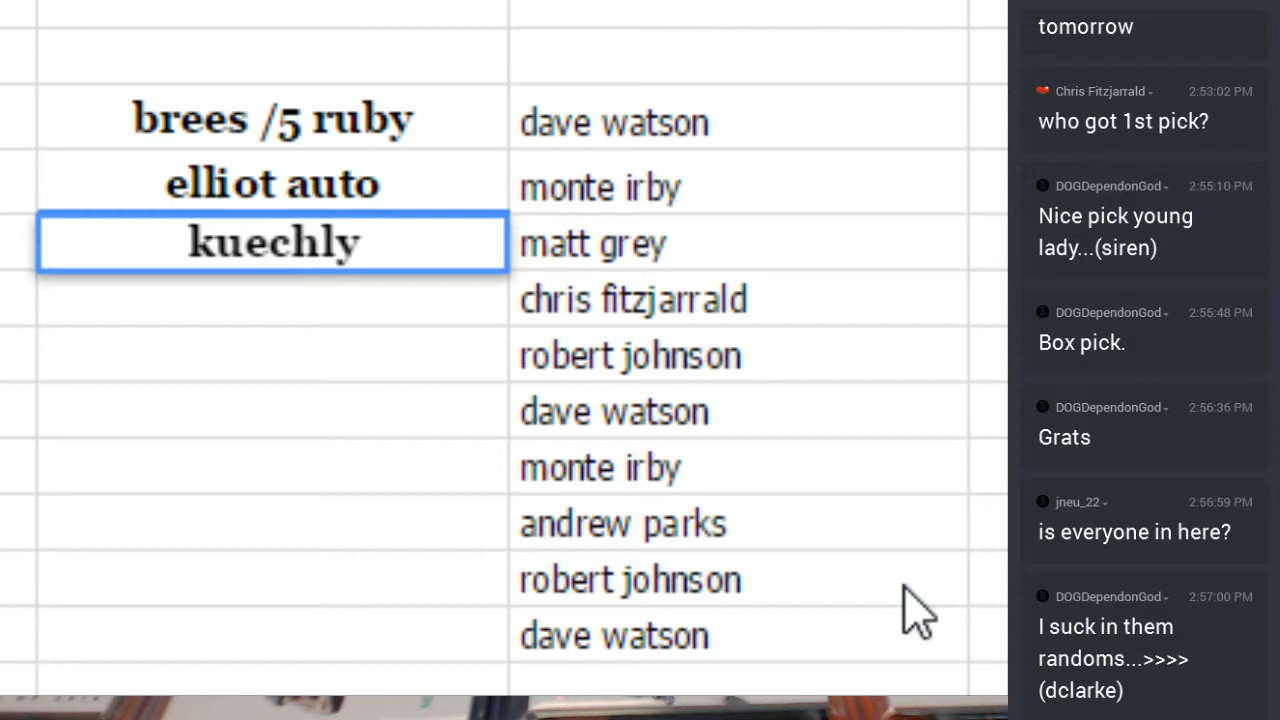 brees /5 ruby dave watson
elliot auto monte irby
kuechly matt grey
chris fitzjarrald
robert johnson
dave watson
monte irby
andrew parks
robert johnson
dave watson
tomorrow
Chris Fitzjarrald 2:53:02 PM
who got 1st pick?
DOGDependonGod 2:55:10 PM
Nice pick young
lady...(siren)
DOGDependonGod 2:55:48 PM
Box pick.
DOGDependonGod 2:56:36 PM
Grats
jneu_22 2:56:59 PM
is everyone in here?
DOGDependonGod 2:57:00 PM
I suck in them
randoms...>>>>
(dclarke)